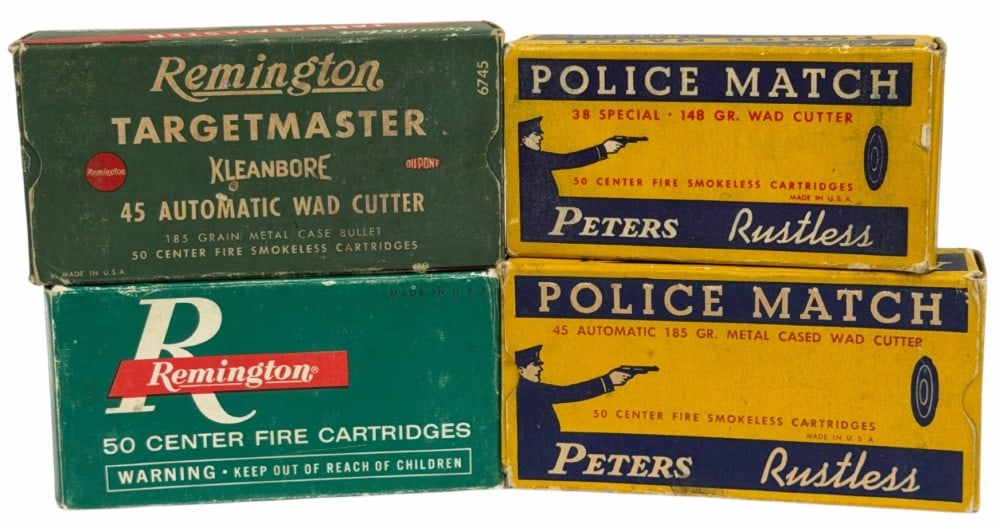 Remington
TARGETMASTER
KLEANBORE
Remington
DU PONT
45 AUTOMATIC WAD CUTTER
185 GRAIN METAL CASE BULLET
50 CENTER FIRE SMOKELESS CARTRIDGES
MADE IN U.S.A.
6745
POLICE MATCH
38 SPECIAL · 148 GR. WAD CUTTER
50 CENTER FIRE SMOKELESS CARTRIDGES
MADE IN U.S.A.
PETERS Rustless
MADE IN U.S.A.
R
Remington®
50 CENTER FIRE CARTRIDGES
WARNING · KEEP OUT OF REACH OF CHILDREN
POLICE MATCH
45 AUTOMATIC 185 GR. METAL CASED WAD CUTTER
50 CENTER FIRE SMOKELESS CARTRIDGES
MADE IN U.S.A.
PETERS Rustless